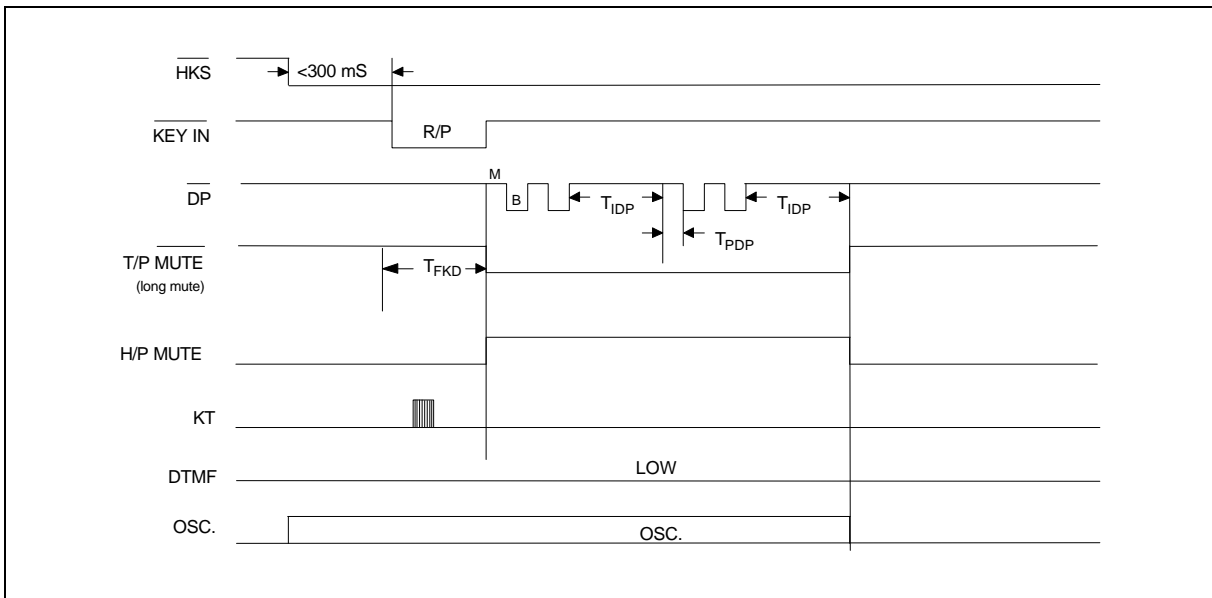 HKS
<300 mS
KEY IN
R/P
DP
M
B
TIDP
TIDP
TPDP
T/P MUTE
(long mute)
TFKD
H/P MUTE
KT
DTMF
LOW
OSC.
OSC.